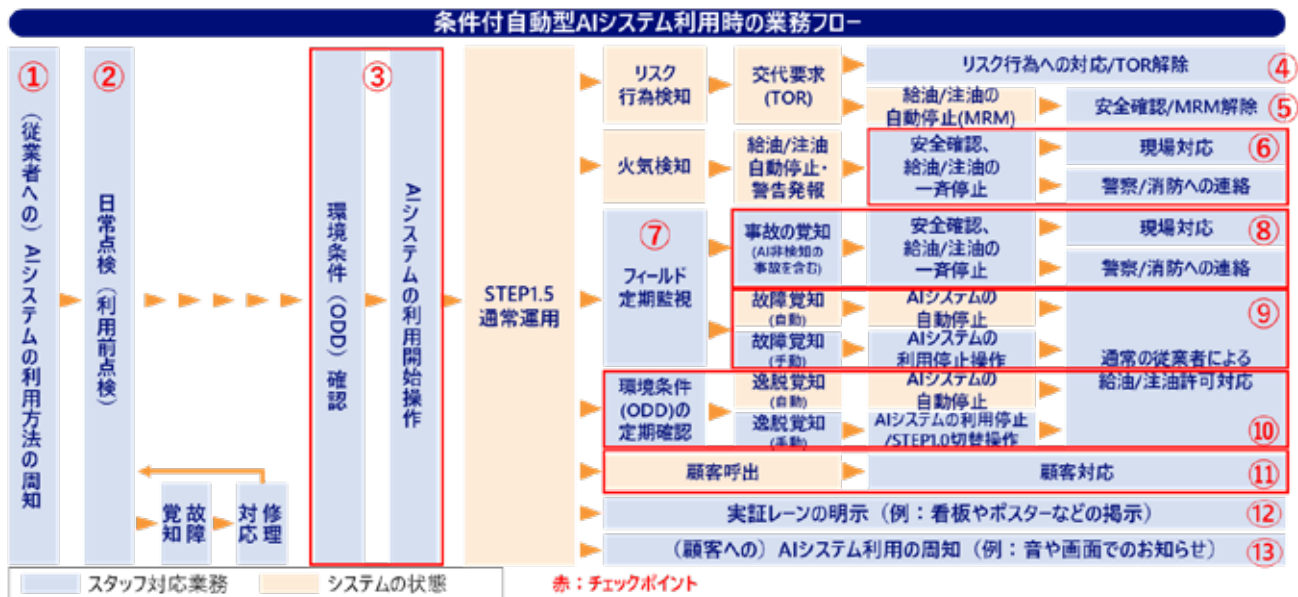 条件付自動型AIシステム利用時の業務フロー
①
（従業者への）AIシステムの利用方法の周知
②
日常点検（利用前点検）
故障
覚知
修理
対応
③
環境条件（ODD）確認
AIシステムの利用開始操作
STEP1.5
通常運用
リスク
行為検知
交代要求
(TOR)
リスク行為への対応/TOR解除
④
給油/注油の
自動停止(MRM)
安全確認/MRM解除
⑤
火気検知
給油/注油
自動停止・
警告発報
安全確認、
給油/注油の
一斉停止
現場対応
⑥
警察/消防への連絡
⑦
フィールド
定期監視
事故の覚知
(AI非検知の
事故を含む)
安全確認、
給油/注油の
一斉停止
現場対応
⑧
警察/消防への連絡
故障覚知
(自動)
AIシステムの
自動停止
⑨
故障覚知
(手動)
AIシステムの
利用停止操作
通常の従業者による
給油/注油許可対応
環境条件
(ODD)の
定期確認
逸脱覚知
(自動)
AIシステムの
自動停止
逸脱覚知
(手動)
AIシステムの利用停止
/STEP1.0切替操作
⑩
顧客呼出
顧客対応
⑪
実証レーンの明示（例：看板やポスターなどの掲示）
⑫
（顧客への）AIシステム利用の周知（例：音や画面でのお知らせ）
⑬
スタッフ対応業務
システムの状態
赤：チェックポイント